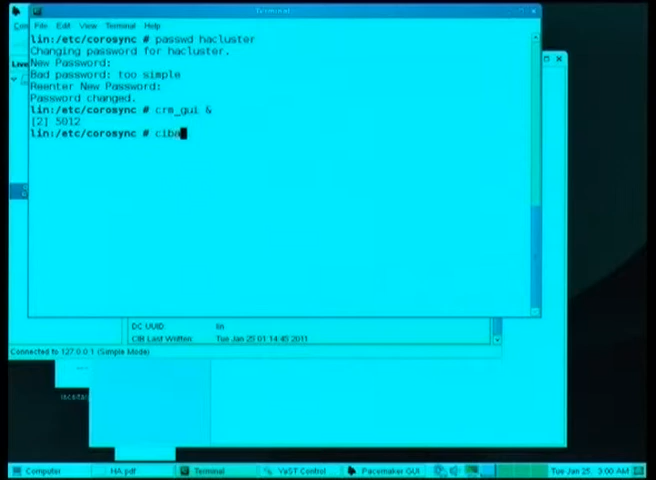 Terminal
File Edit View Terminal Help
lin:/etc/corosync # passwd hacluster
Changing password for hacluster.
New Password:
Bad password: too simple
Reenter New Password:
Password changed.
lin:/etc/corosync # crm_gui &
[2] 5012
lin:/etc/corosync # ciba
Live
DC UUID lin
CIB Last Written Tue Jan 25 01:14:45 2011
Connected to 127.0.0.1 (Simple Mode)
Computer HA.pdf Terminal YaST Control Pacemaker GUI Tue Jan 25, 3:00 AM